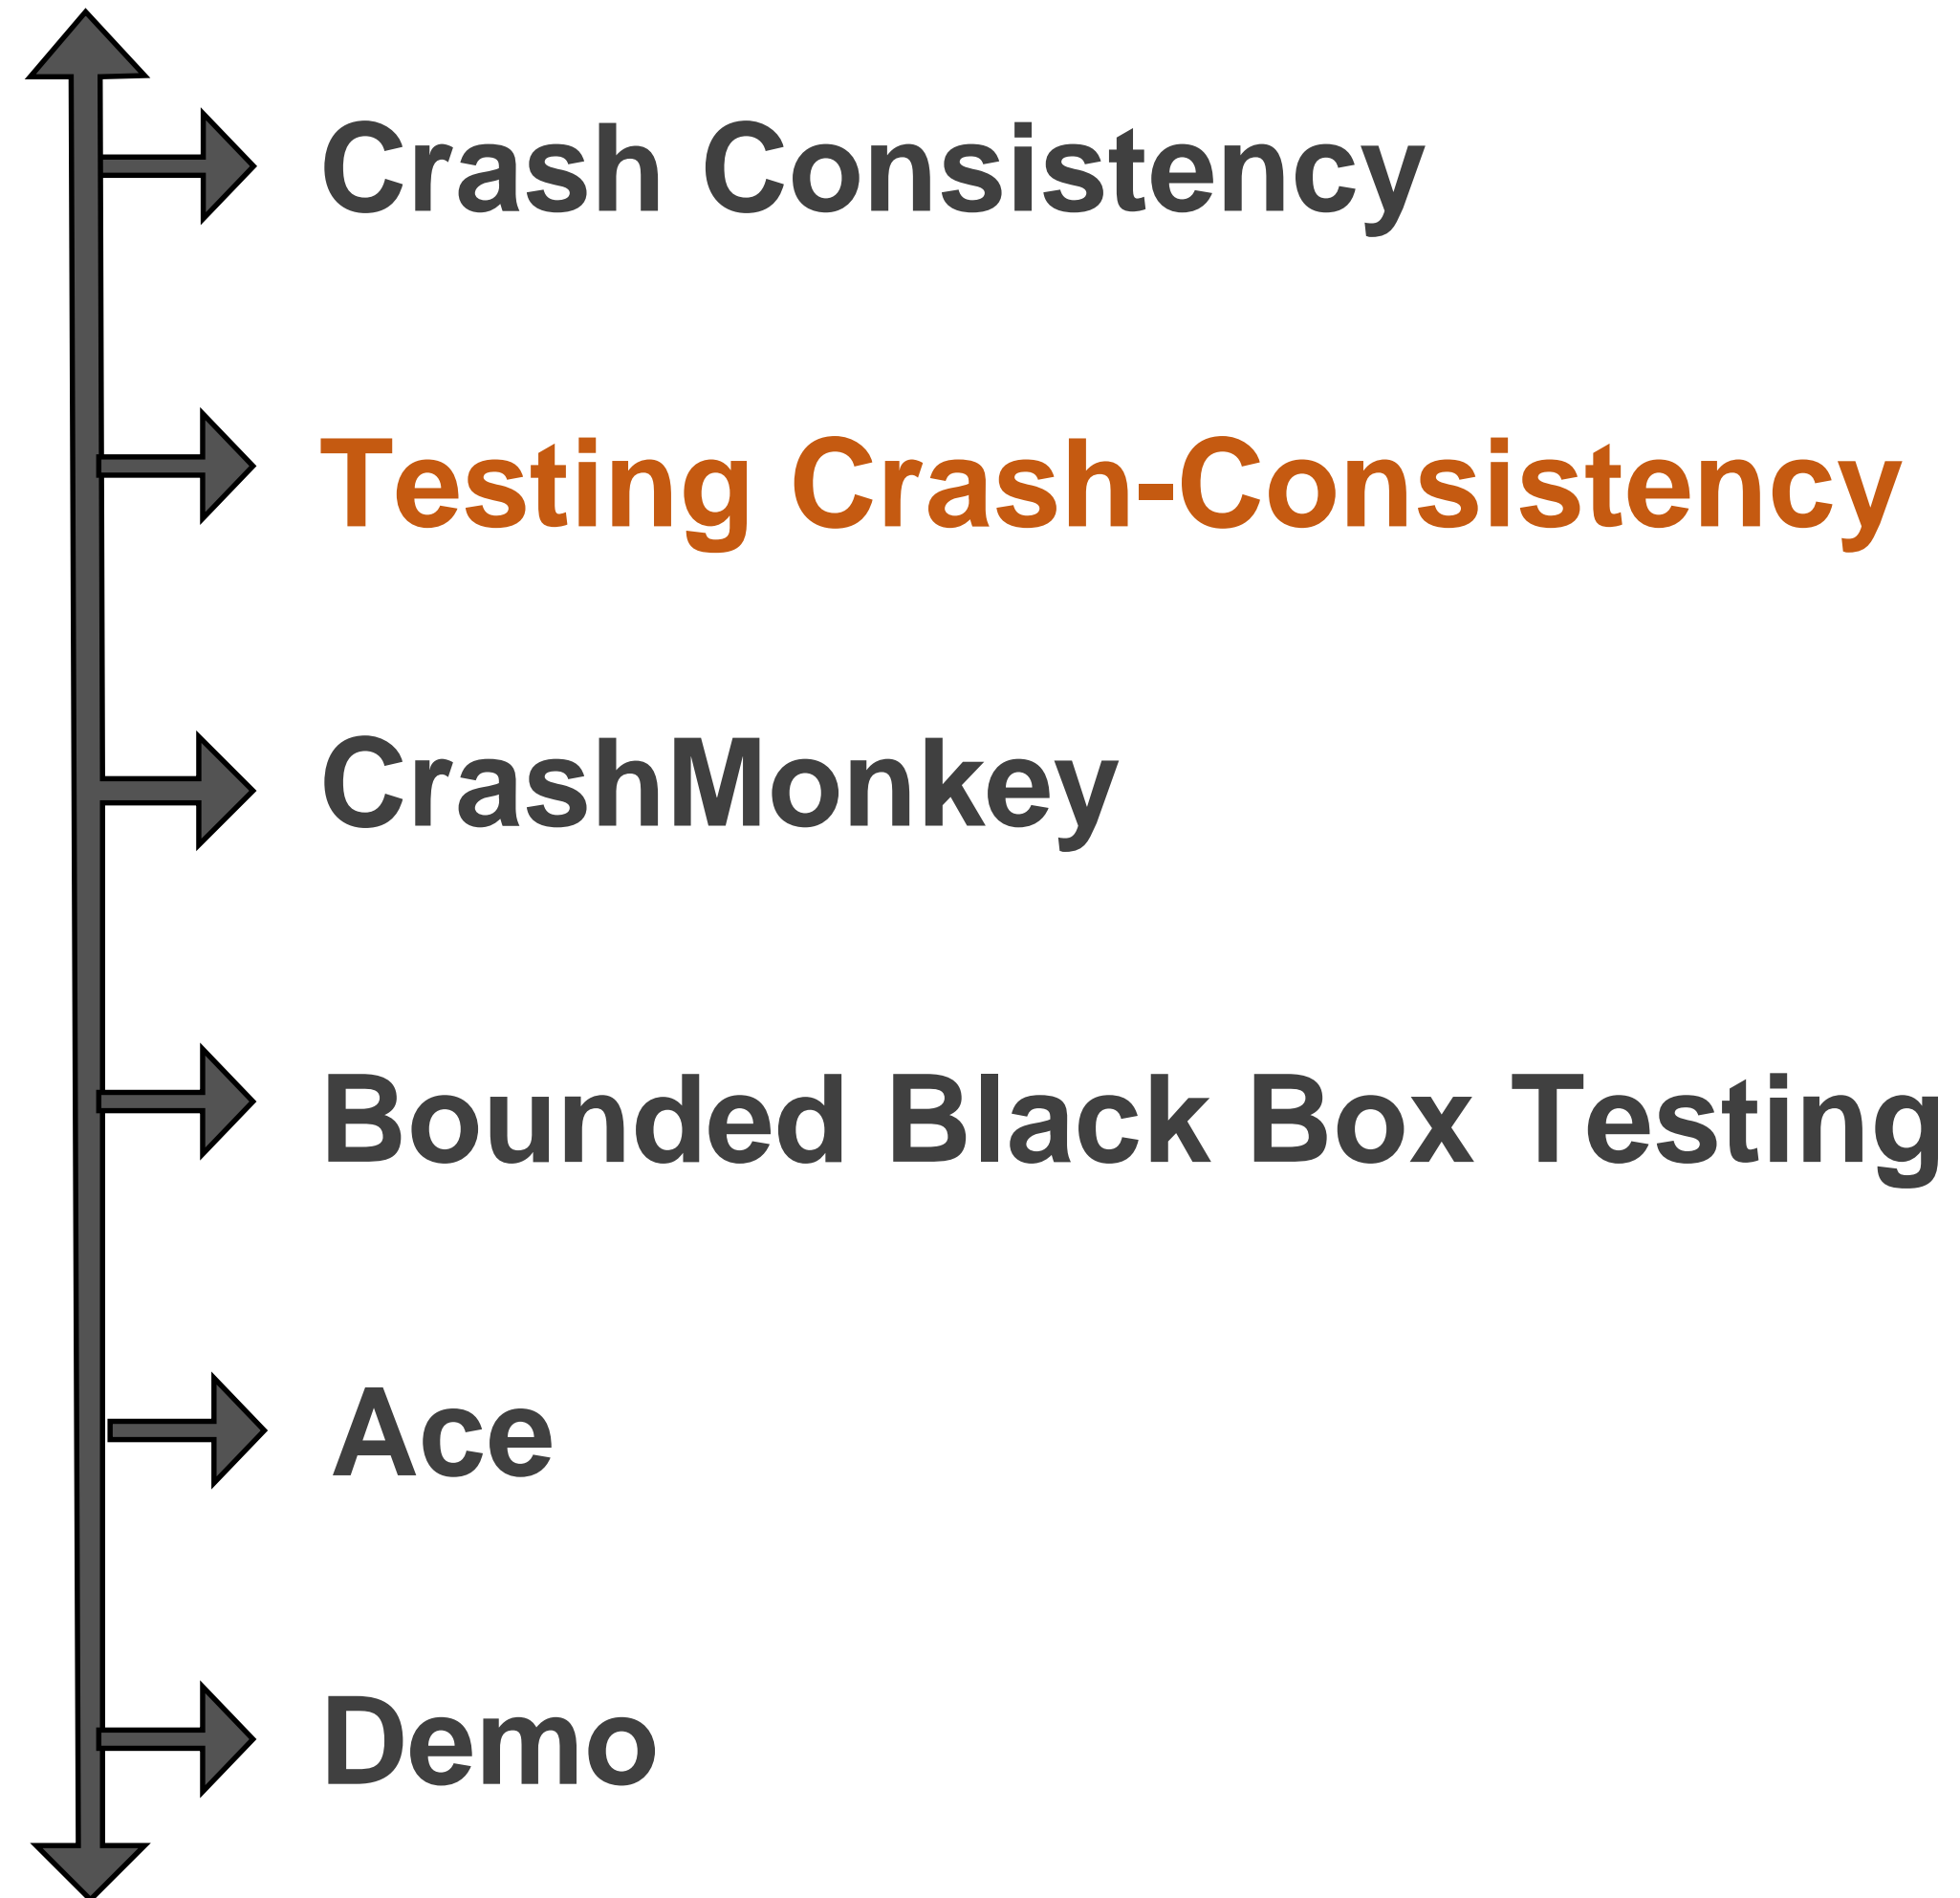 Crash Consistency
Testing Crash-Consistency
CrashMonkey
Bounded Black Box Testing
Ace
Demo